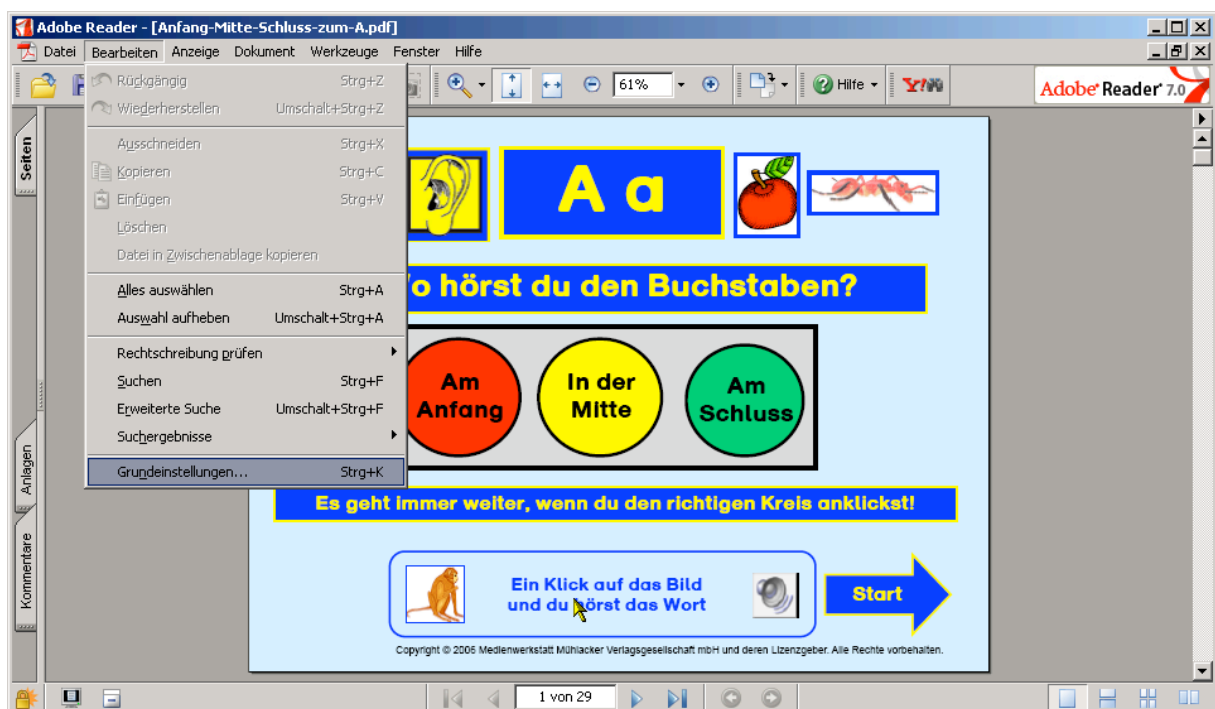 Adobe Reader - [Anfang-Mitte-Schluss-zum-A.pdf]
Datei Bearbeiten Anzeige Dokument Werkzeuge Fenster Hilfe
61% Hilfe Y!
Adobe Reader 7.0
Rückgängig Strg+Z
Wiederherstellen Umschalt+Strg+Z
Ausschneiden Strg+X
Kopieren Strg+C
Einfügen Strg+V
Löschen
Datei in Zwischenablage kopieren
Alles auswählen Strg+A
Auswahl aufheben Umschalt+Strg+A
Rechtschreibung prüfen
Suchen Strg+F
Erweiterte Suche Umschalt+Strg+F
Suchergebnisse
Grundeinstellungen... Strg+K
Seiten
Anlagen
Kommentare
A a
o hörst du den Buchstaben?
Am
Anfang
In der
Mitte
Am
Schluss
Es geht immer weiter, wenn du den richtigen Kreis anklickst!
Ein Klick auf das Bild
und du hörst das Wort
Start
Copyright © 2006 Medienwerkstatt Mühlacker Verlagsgesellschaft mbH und deren Lizenzgeber. Alle Rechte vorbehalten.
1 von 29